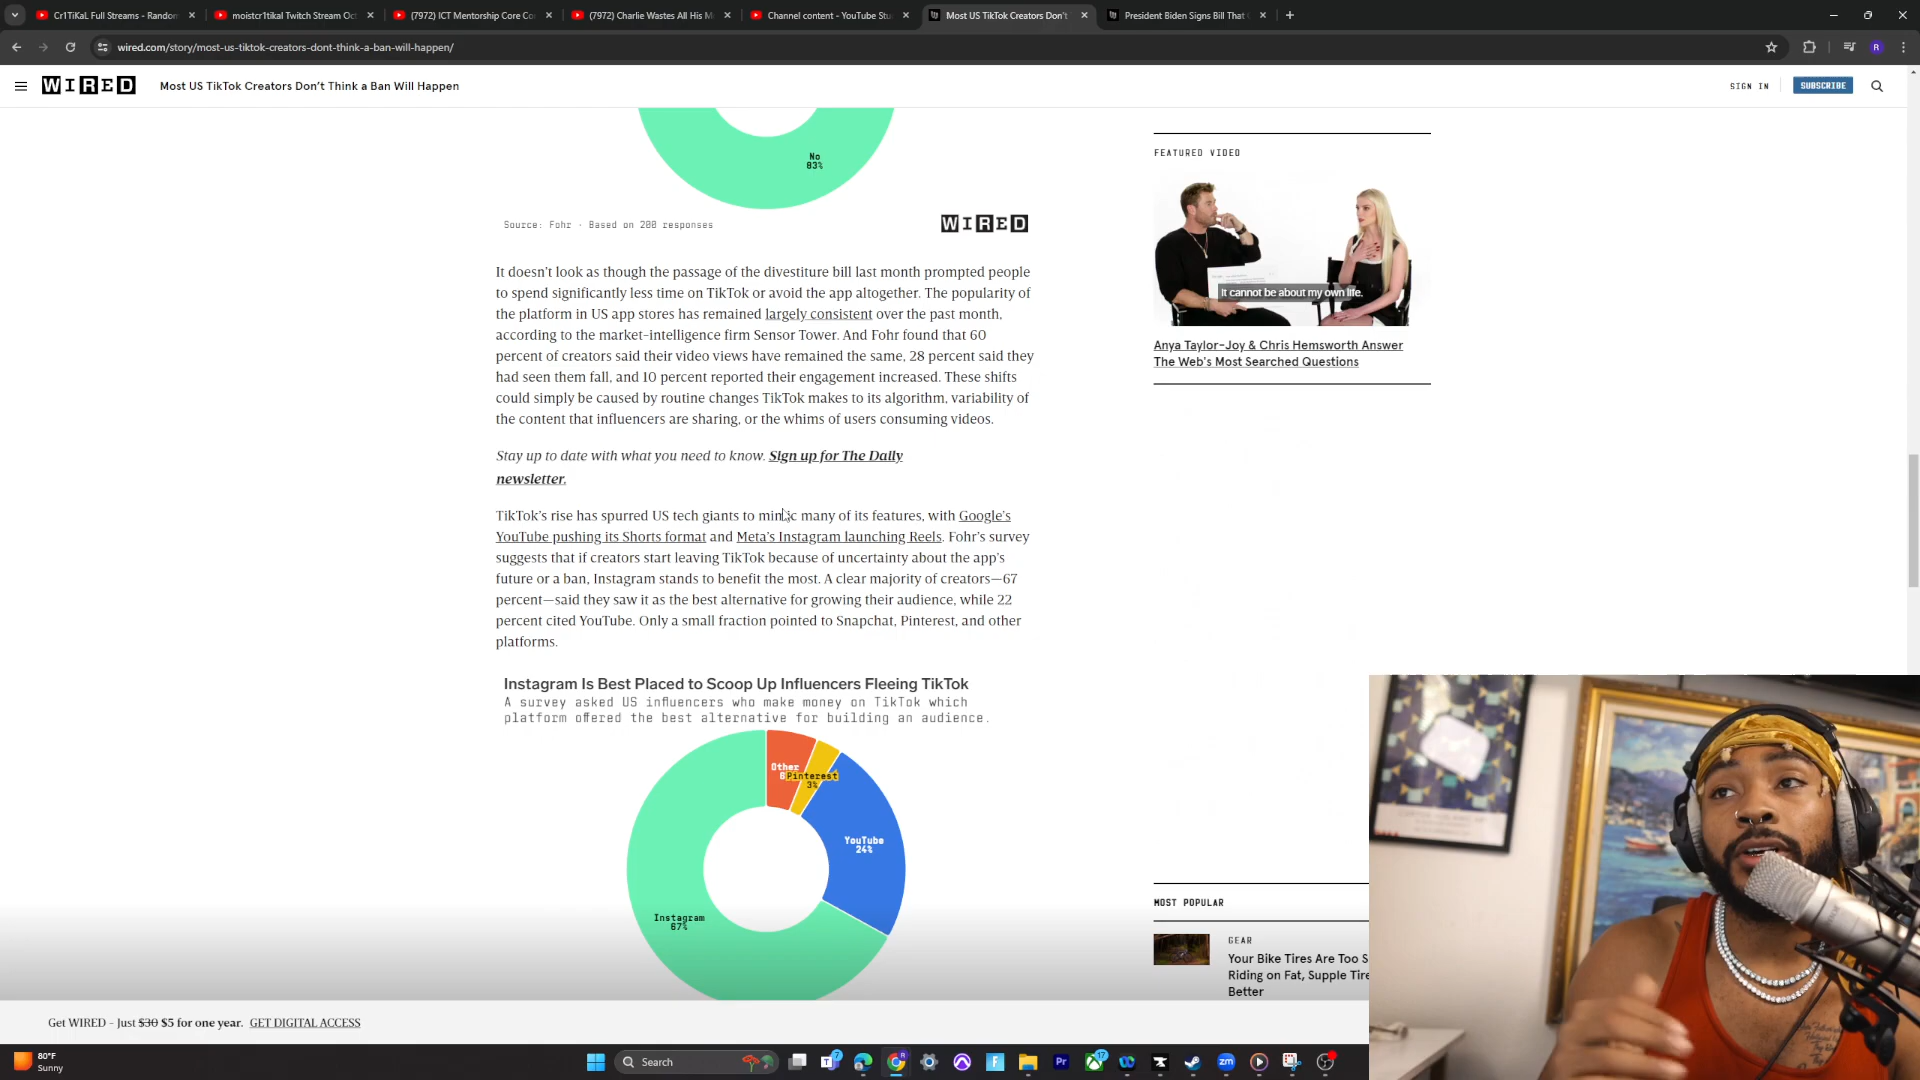 Cr1TiKaL Full Streams - Random
moistcr1tikal Twitch Stream Oct
(7972) ICT Mentorship Core Co
(7972) Charlie Wastes All His M
Channel content - YouTube Stu
Most US TikTok Creators Don't
President Biden Signs Bill That
wired.com/story/most-us-tiktok-creators-dont-think-a-ban-will-happen/
R
WIRED
Most US TikTok Creators Don't Think a Ban Will Happen
SIGN IN
SUBSCRIBE
No
83%
Source: Fohr · Based on 200 responses
WIRED
It doesn't look as though the passage of the divestiture bill last month prompted people
to spend significantly less time on TikTok or avoid the app altogether. The popularity of
the platform in US app stores has remained largely consistent over the past month,
according to the market-intelligence firm Sensor Tower. And Fohr found that 60
percent of creators said their video views have remained the same, 28 percent said they
had seen them fall, and 10 percent reported their engagement increased. These shifts
could simply be caused by routine changes TikTok makes to its algorithm, variability of
the content that influencers are sharing, or the whims of users consuming videos.
Stay up to date with what you need to know. Sign up for The Daily
newsletter.
TikTok's rise has spurred US tech giants to mimic many of its features, with Google's
YouTube pushing its Shorts format and Meta's Instagram launching Reels. Fohr's survey
suggests that if creators start leaving TikTok because of uncertainty about the app's
future or a ban, Instagram stands to benefit the most. A clear majority of creators—67
percent—said they saw it as the best alternative for growing their audience, while 22
percent cited YouTube. Only a small fraction pointed to Snapchat, Pinterest, and other
platforms.
Instagram Is Best Placed to Scoop Up Influencers Fleeing TikTok
A survey asked US influencers who make money on TikTok which
platform offered the best alternative for building an audience.
Other
Pinterest
3%
YouTube
24%
Instagram
67%
FEATURED VIDEO
It cannot be about my own life.
Anya Taylor-Joy & Chris Hemsworth Answer
The Web's Most Searched Questions
MOST POPULAR
GEAR
Your Bike Tires Are Too S
Riding on Fat, Supple Tire
Better
Get WIRED - Just $30 $5 for one year. GET DIGITAL ACCESS
80°F
Sunny
Search
7
R
Pr
17
zm